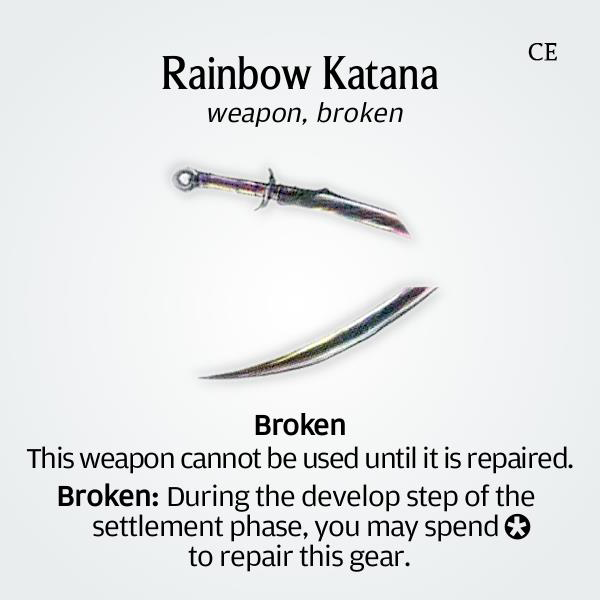 CE
Rainbow Katana
weapon, broken
Broken
This weapon cannot be used until it is repaired.
Broken: During the develop step of the
settlement phase, you may spend
to repair this gear.